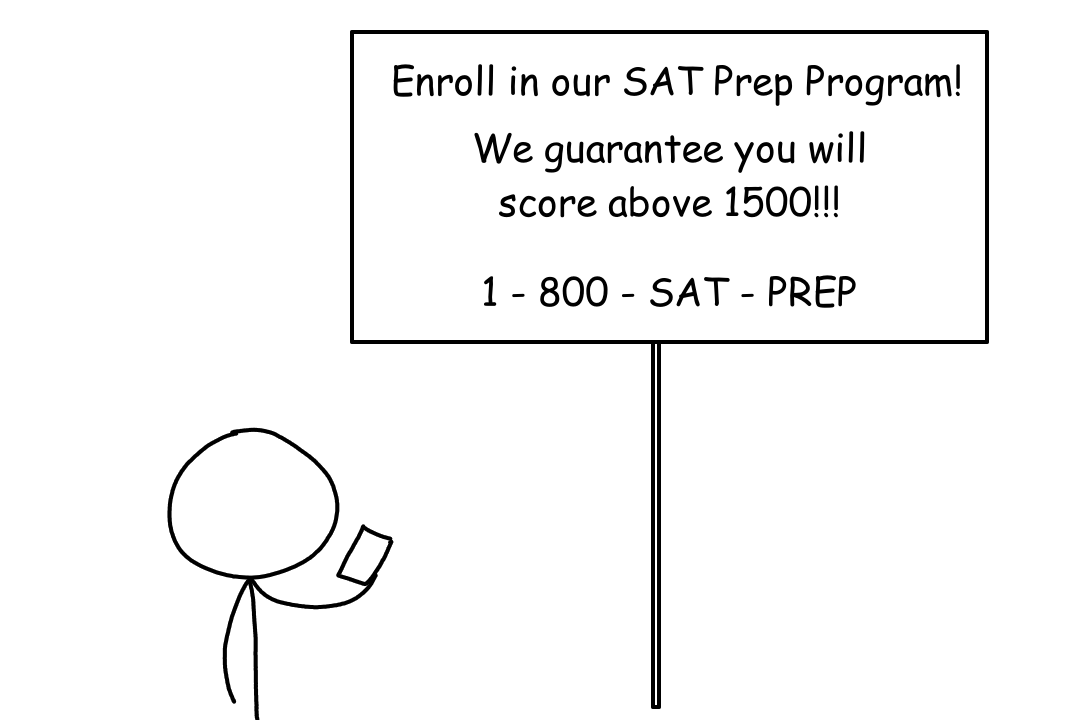 Enroll in our SAT Prep Program!
We guarantee you will
score above 1500!!!
1 - 800 - SAT - PREP